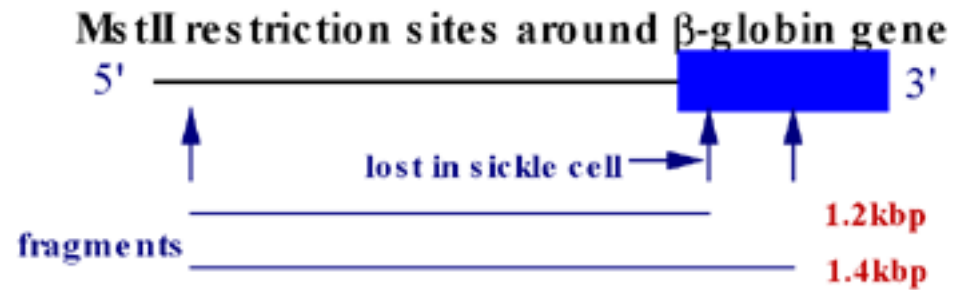 MstII restriction sites around β-globin gene
5' 3'
lost in sickle cell
1.2kbp
fragments
1.4kbp